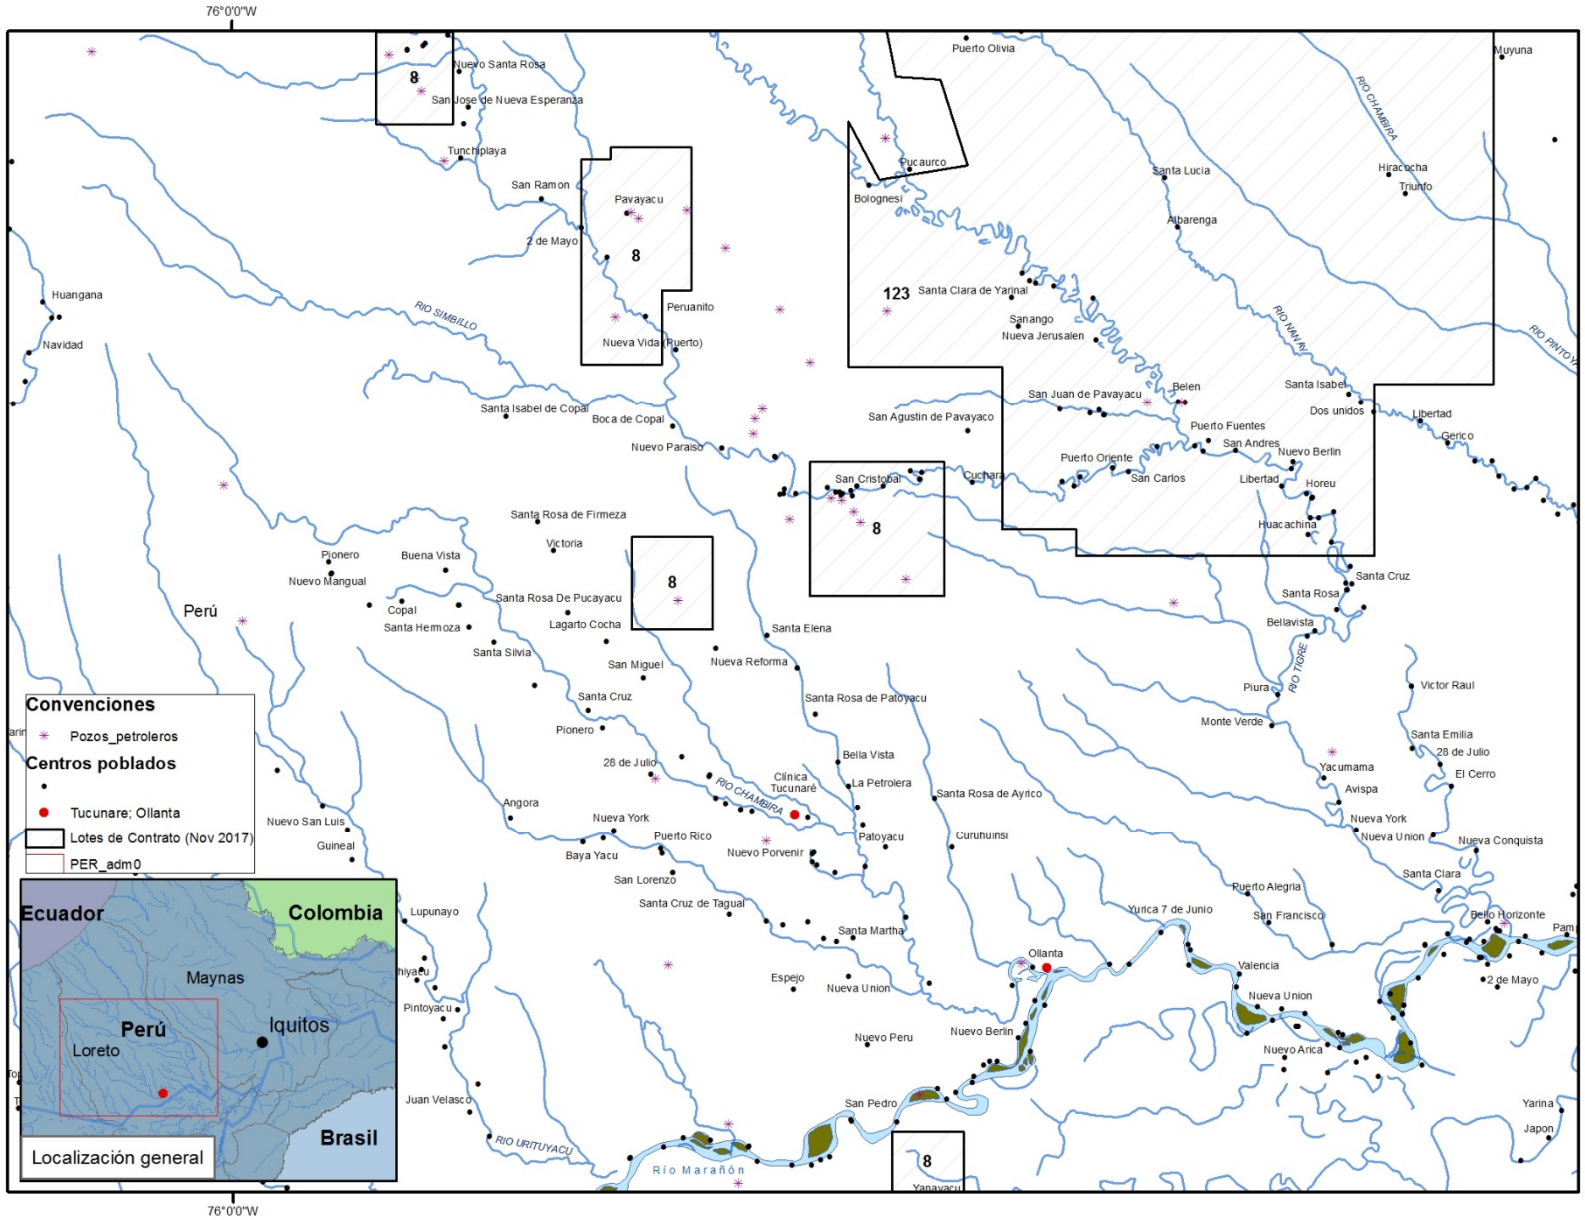 76°0'0"W
Puerto Olivia
Muyuna
Nuevo Santa Rosa
8
San Jose de Nueva Esperanza
RIO CHAMBIRA
Tunchiplaya
Pucaurco
Hiracocha
Santa Lucia
Triunfo
San Ramon
Bolognesi
Pavayacu
Albarenga
2 de Mayo
8
Huangana
123
Santa Clara de Yarinal
Peruanito
RIO SIMBILLO
Sanango
RIO NANAY
Nueva Jerusalen
Navidad
Nueva Vida (Puerto)
Santa Isabel
Belen
San Juan de Pavayacu
Santa Isabel de Copal
Boca de Copal
San Agustin de Pavayaco
Dos unidos
Libertad
Puerto Fuentes
Gerico
Nuevo Paraiso
San Andres
Nuevo Berlin
Puerto Oriente
San Cristobal
Cuchara
San Carlos
Libertad
Horeu
Santa Rosa de Firmeza
8
Huacachina
Victoria
Pionero
Buena Vista
Nuevo Mangual
8
Santa Cruz
Santa Rosa
Perú
Copal
Santa Rosa De Pucayacu
Santa Hermoza
Lagarto Cocha
Santa Elena
Bellavista
Santa Silvia
San Miguel
Nueva Reforma
RIO TIGRE
Piura
Victor Raul
Santa Cruz
Santa Rosa de Patoyacu
Monte Verde
Pionero
Santa Emilia
28 de Julio
28 de Julio
Bella Vista
Yacumama
El Cerro
Clínica
Tucunaré
La Petrolera
RIO CHAMBIRA
Avispa
Santa Rosa de Ayrico
Angora
Nuevo San Luis
Nueva York
Nueva York
Puerto Rico
Patoyacu
Curuhuinsi
Nueva Union
Nueva Conquista
Guineal
Baya Yacu
Nuevo Porvenir
San Lorenzo
Santa Clara
Santa Cruz de Tagual
Puerto Alegria
Lupunayo
Yurica 7 de Junio
San Francisco
Bello Horizonte
Santa Martha
Ollanta
Valencia
Espejo
Nueva Union
2 de Mayo
Nueva Union
Pintoyacu
Nuevo Peru
Nuevo Berlin
Nuevo Arica
Juan Velasco
San Pedro
Yarina
Japon
RIO URITUYACU
Río Marañón
8
Yanayacu
Convenciones
Pozos_petroleros
Centros poblados
Tucunare; Ollanta
Lotes de Contrato (Nov 2017)
PER_adm0
Ecuador
Colombia
Maynas
Perú
Iquitos
Loreto
Brasil
Localización general
76°0'0"W